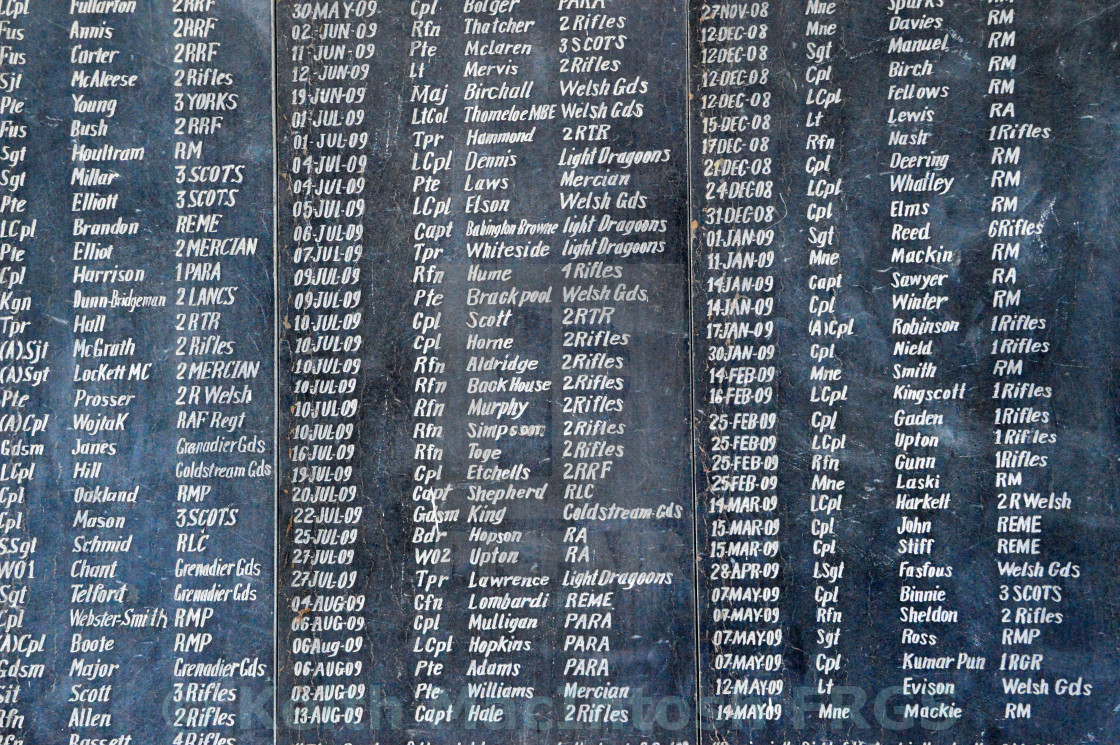 LCpl Fullarton 2RRF
Fus Annis 2RRF
Fus Carter 2RRF
Sjt McAleese 2Rifles
Pte Young 3YORKS
Fus Bush 2RRF
Sgt Houltram RM
Sgt Millar 3SCOTS
Pte Elliott 3SCOTS
LCpl Brandon REME
Pte Elliot 2MERCIAN
Cpl Harrison 1PARA
Kgn Dunn-Bridgeman 2LANCS
Tpr Hall 2RTR
(A)Sjt McGrath 2Rifles
(A)Sgt Lockett MC 2MERCIAN
Pte Prosser 2R Welsh
(A)Cpl Wojtak RAF Regt
Gdsm Janes Grenadier Gds
LCpl Hill Coldstream Gds
Cpl Oakland RMP
Cpl Mason 3SCOTS
SSgt Schmid RLC
WO1 Chant Grenadier Gds
Sgt Telford Grenadier Gds
Cpl Webster-Smith RMP
(A)Cpl Boote RMP
Gdsm Major Grenadier Gds
Sjt Scott 3Rifles
Rfn Allen 2Rifles
Rfn Bassett 4Rifles
30-MAY-09 Cpl Bolger PARA
02-JUN-09 Rfn Thatcher 2Rifles
11-JUN-09 Pte Mclaren 3SCOTS
12-JUN-09 Lt Mervis 2Rifles
19-JUN-09 Maj Birchall Welsh Gds
01-JUL-09 LtCol Thorneloe MBE Welsh Gds
01-JUL-09 Tpr Hammond 2RTR
04-JUL-09 LCpl Dennis Light Dragoons
04-JUL-09 Pte Laws Mercian
05-JUL-09 LCpl Elson Welsh Gds
06-JUL-09 Capt Babington Browne light Dragoons
07-JUL-09 Tpr Whiteside light Dragoons
09-JUL-09 Rfn Hume 4Rifles
09-JUL-09 Pte Brackpool Welsh Gds,
10-JUL-09 Cpl Scott 2RTR
10-JUL-09 Cpl Horne 2Rifles
10-JUL-09 Rfn Aldridge 2Rifles
10-JUL-09 Rfn BackHouse 2Rifles
10-JUL-09 Rfn Murphy 2Rifles
10-JUL-09 Rfn Simpsson 2Rifles
16-JUL-09 Rfn Toge 2Rifles
19-JUL-09 Cpl Etchells 2RRF
20-JUL-09 Capt Shepherd RLC
22-JUL-09 Gdsm King Coldstream-Gds
25-JUL-09 Bdr Hopson RA
27-JUL-09 WO2 Upton RA
27-JUL-09 Tpr Lawrence Light Dragoons
04-AUG-09 Cfn Lombardi REME
06-AUG-09 Cpl Mulligan PARA
06Aug-09 LCpl Hopkins PARA
06-AUG-09 Pte Adams PARA
08-AUG-09 Pte Williams Mercian
13-AUG-09 Capt Hale 2Rifles
27NOV-08 Mne Sparks RM
12-DEC-08 Mne Davies RM
12-DEC-08 Sgt Manuel RM
12-DEC-08 Cpl Birch RM
12-DEC-08 LCpl Fellows RM
15-DEC-08 Lt Lewis RA
17DEC-08 Rfn Nash 1Rifles
21DEC-08 Cpl Deering RM
24DEC-08 LCpl Whatley RM
31-DEC-08 Cpl Elms RM
01-JAN-09 Sgt Reed 6Rifles
11-JAN-09 Mne Mackin RM
14JAN-09 Capt Sawyer RA
14-JAN-09 Cpl Winter RM
17-JAN-09 (A)Cpl Robinson 1Rifles
30-JAN-09 Cpl Nield 1Rifles
14-FEB-09 Mne Smith RM
16-FEB-09 LCpl Kingscott 1Rifles
25-FEB-09 Cpl Gaden 1Rifles
25-FEB-09 LCpl Upton 1Rifles
25-FEB-09 Rfn Gunn 1Rifles
25FEB-09 Mne Laski RM
14-MAR-09 LCpl Harkett 2R Welsh
15-MAR-09 Cpl John REME
15-MAR-09 Cpl Stiff REME
28-APR-09 LSgt Fasfous Welsh Gds
07MAY-09 Cpl Binnie 3SCOTS
07-MAY-09 Rfn Sheldon 2Rifles
07-MAY-09 Sgt Ross RMP
07-MAY-09 Cpl Kumar Pun 1RGR
12-MAY-09 Lt Evison Welsh Gds
14-MAY-09 Mne Mackie RM
© Keith Macintosh FRG